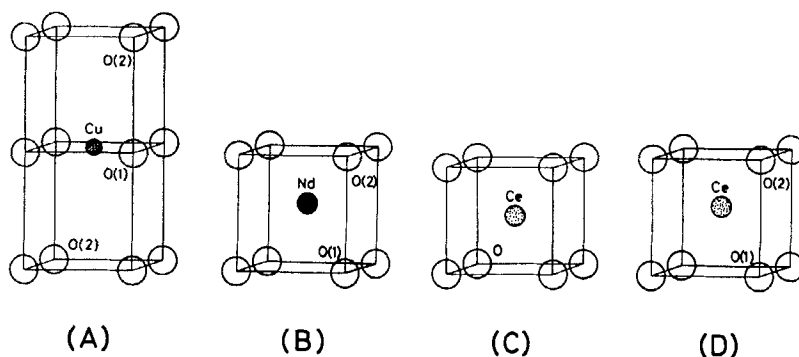 O(2)
Cu
O(1)
O(2)
(A)
Nd
O(2)
O(1)
(B)
Ce
O
(C)
Ce
O(2)
O(1)
(D)